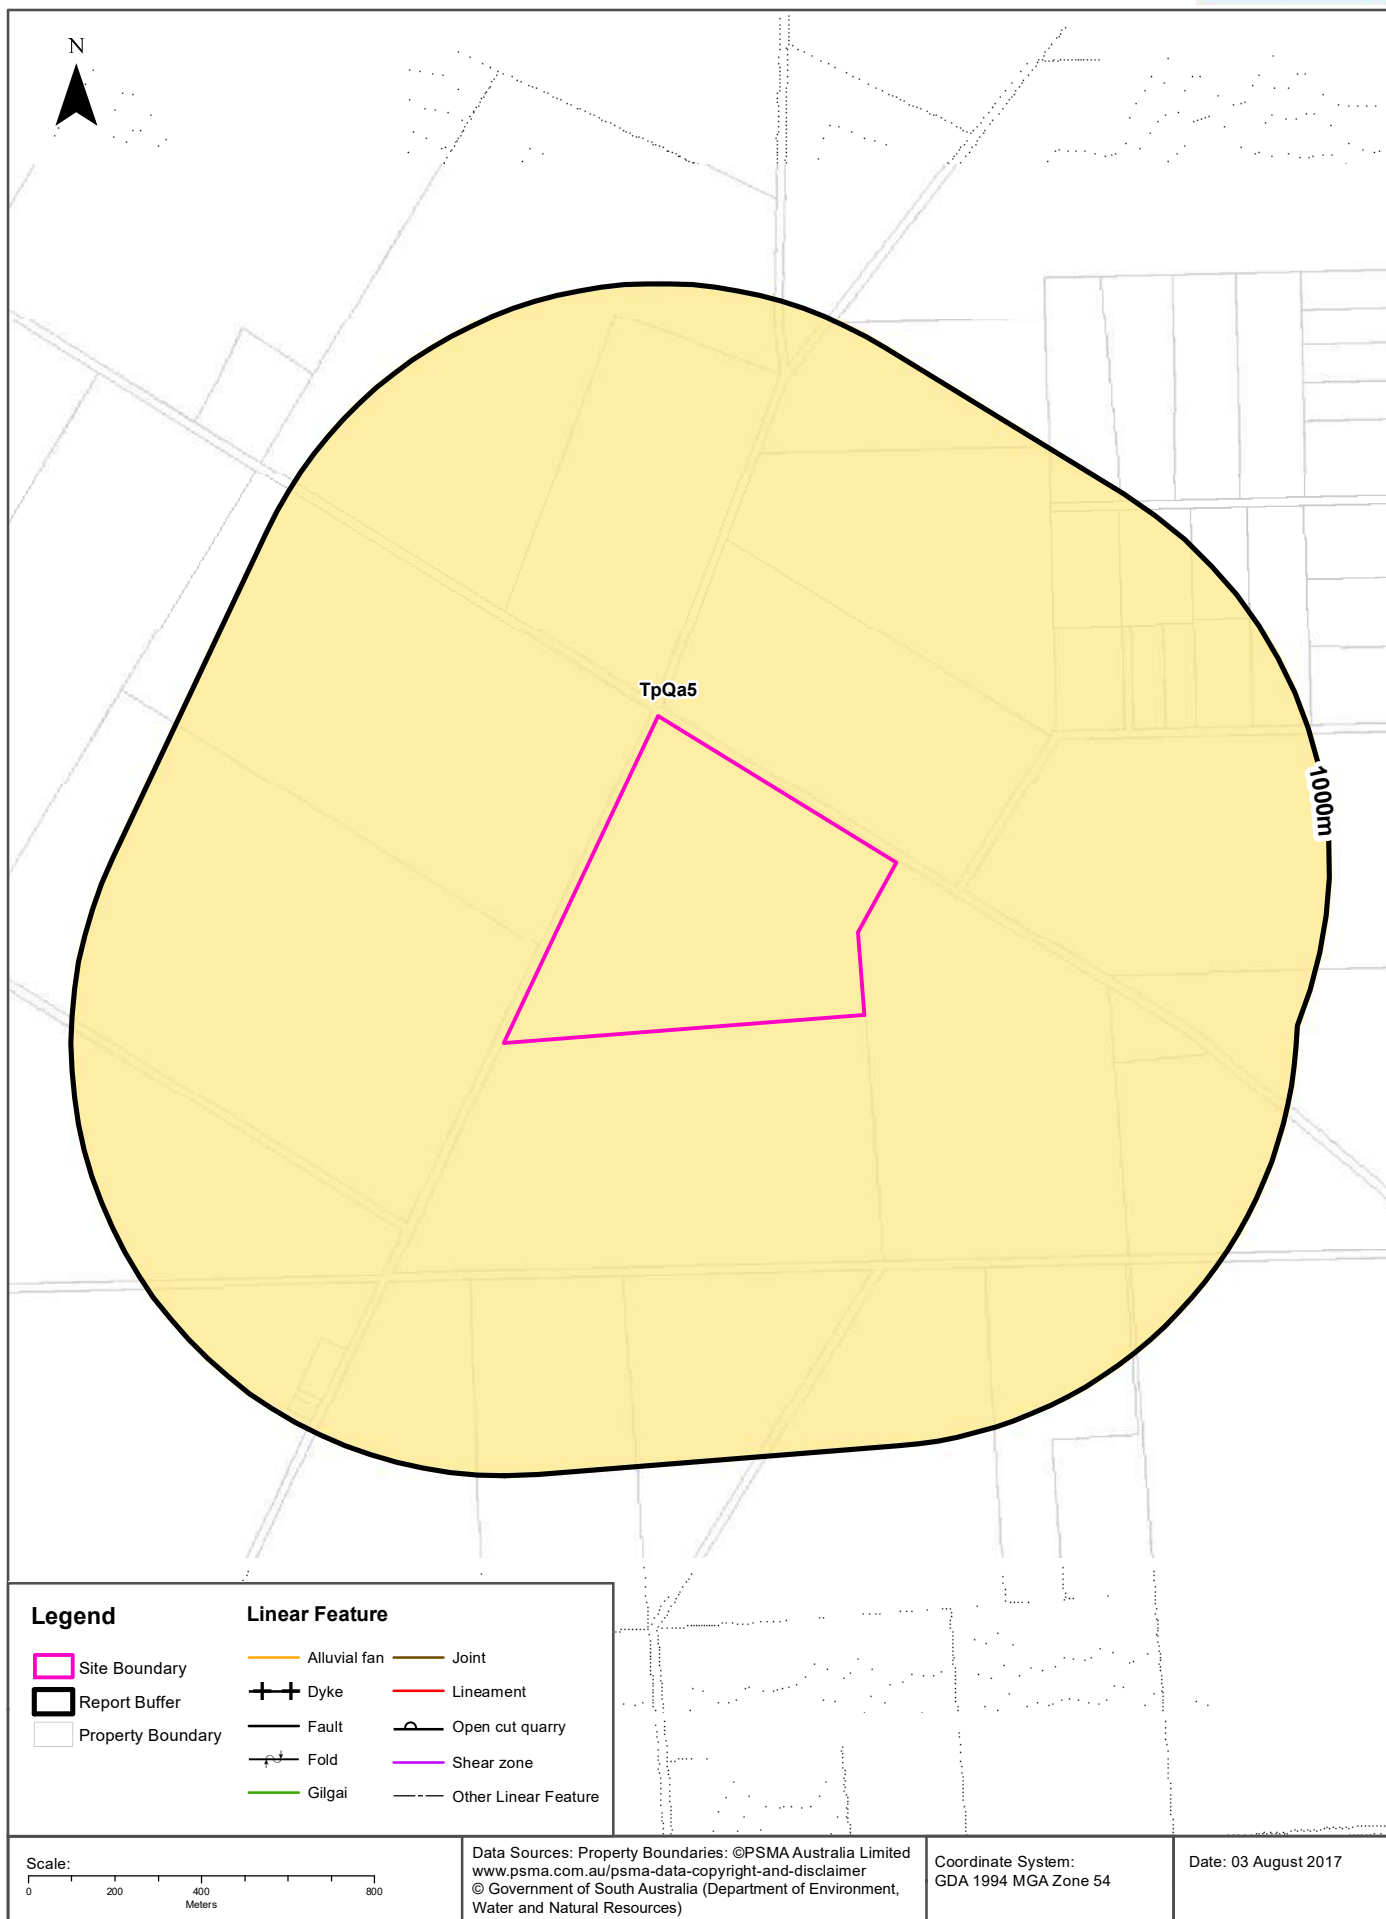 N
TpQa5
1000m
Legend
Site Boundary
Report Buffer
Property Boundary
Linear Feature
Alluvial fan
Dyke
Fault
Fold
Gilgai
Joint
Lineament
Open cut quarry
Shear zone
Other Linear Feature
Scale:
0 200 400 800
Meters
Data Sources: Property Boundaries: ©PSMA Australia Limited
www.psma.com.au/psma-data-copyright-and-disclaimer
© Government of South Australia (Department of Environment,
Water and Natural Resources)
Coordinate System:
GDA 1994 MGA Zone 54
Date: 03 August 2017